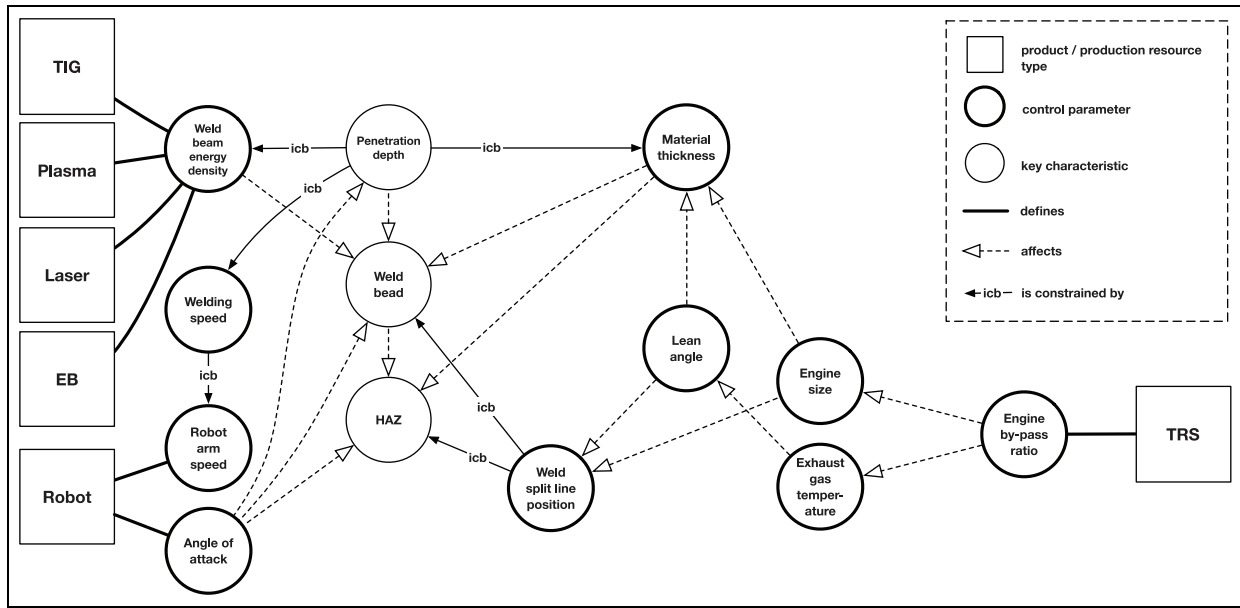 TIG
Plasma
Laser
EB
Robot
Weld
beam
energy
density
icb
Penetration
depth
icb
Material
thickness
icb
Welding
speed
icb
Robot
arm
speed
Angle of
attack
Weld
bead
HAZ
icb
icb
Weld
split line
position
Lean
angle
Engine
size
Exhaust
gas
temper-
ature
Engine
by-pass
ratio
TRS
product / production resource
type
control parameter
key characteristic
defines
affects
icb
is constrained by